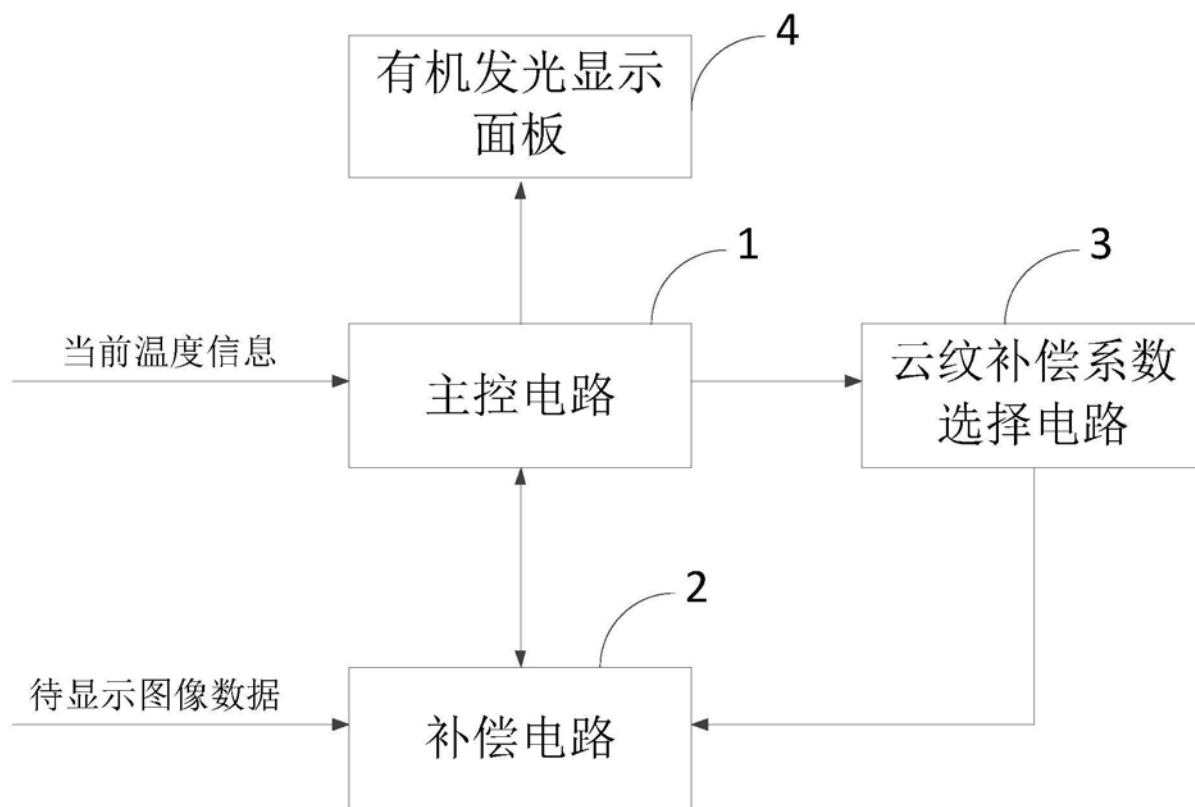 4
有机发光显示
面板
1
3
当前温度信息
主控电路
云纹补偿系数
选择电路
2
待显示图像数据
补偿电路